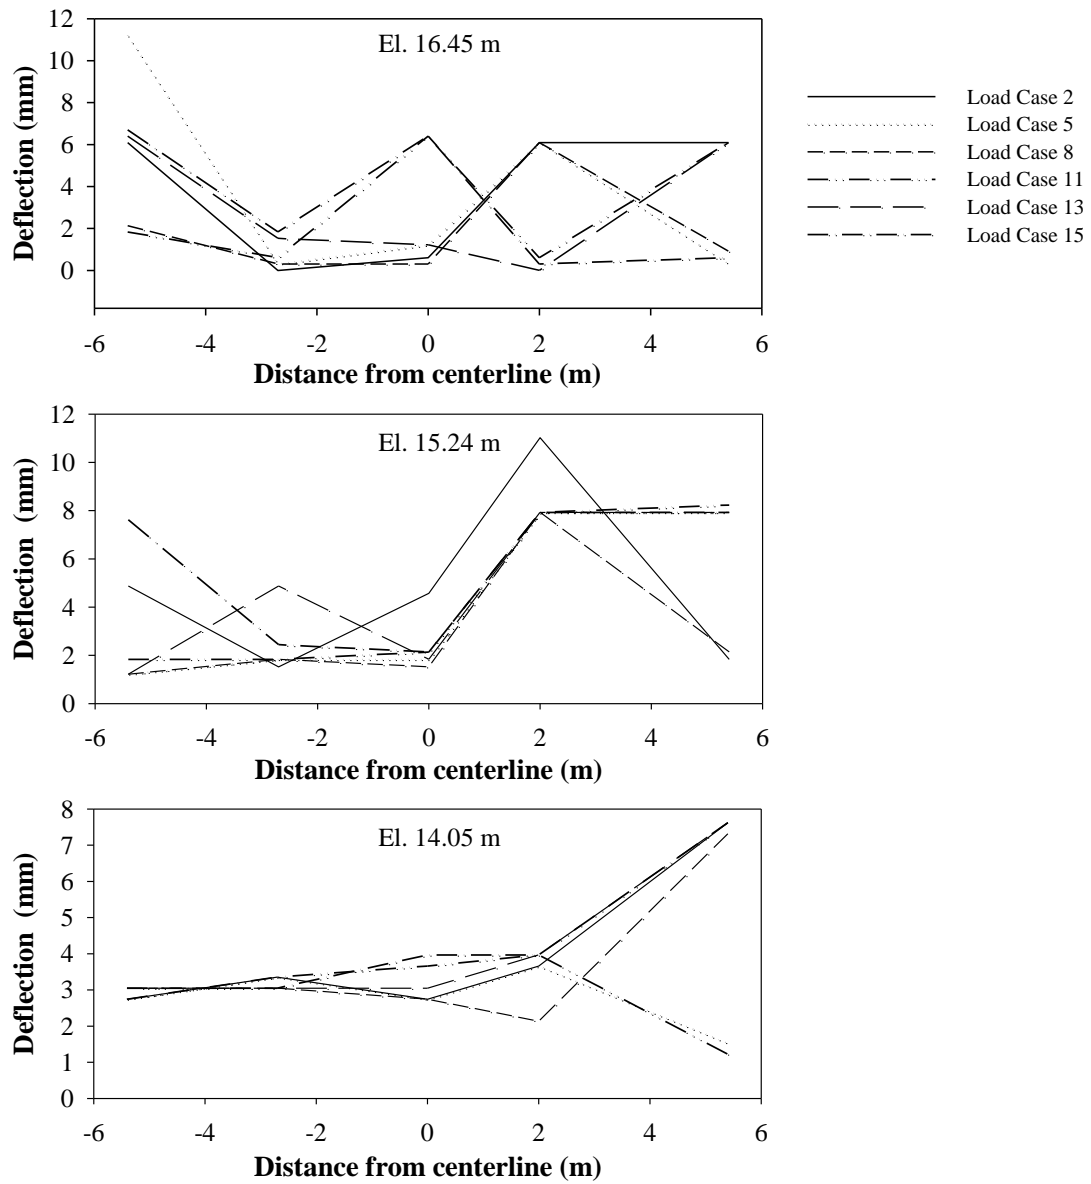 12
10
8
6
4
2
0
Deflection (mm)
El. 16.45 m
-6 -4 -2 0 2 4 6
Distance from centerline (m)
Load Case 2
Load Case 5
Load Case 8
Load Case 11
Load Case 13
Load Case 15
12
10
8
6
4
2
0
Deflection (mm)
El. 15.24 m
-6 -4 -2 0 2 4 6
Distance from centerline (m)
8
7
6
5
4
3
2
1
0
Deflection (mm)
El. 14.05 m
-6 -4 -2 0 2 4 6
Distance from centerline (m)